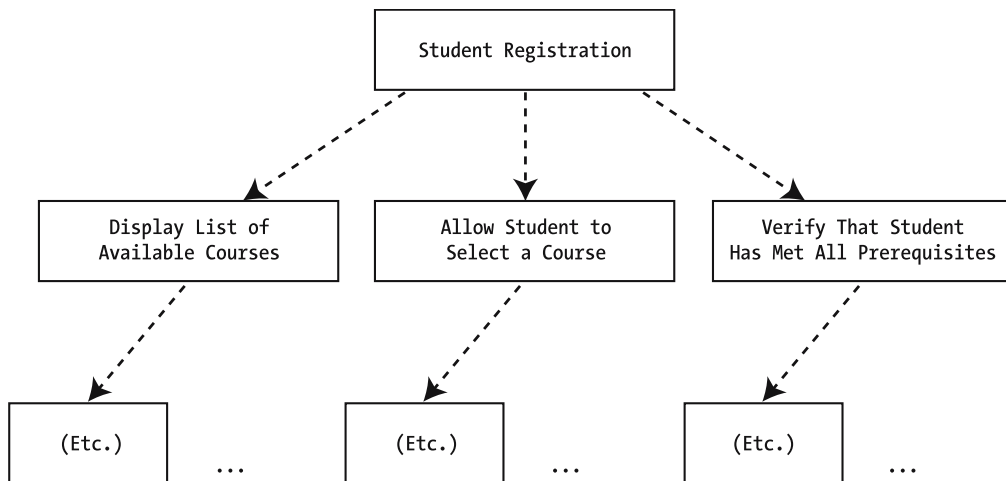 Student Registration
Display List of
Available Courses
Allow Student to
Select a Course
Verify That Student
Has Met All Prerequisites
(Etc.)
...
(Etc.)
...
(Etc.)
...